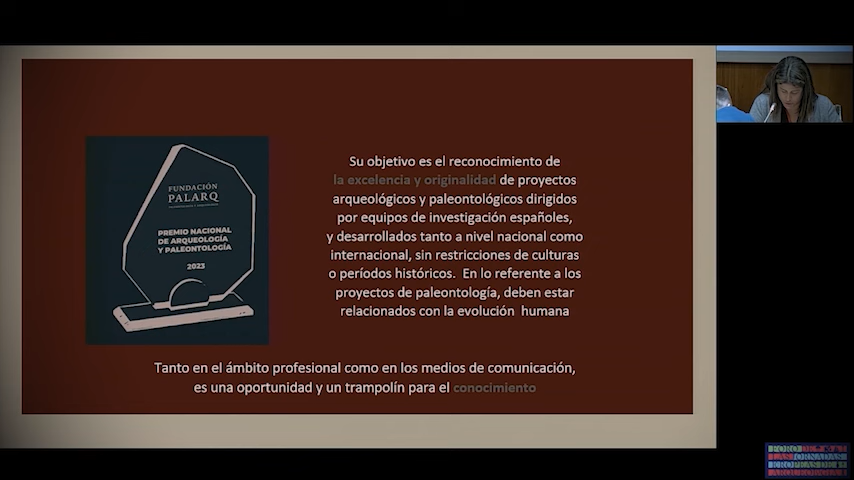 FUNDACIÓN
PALARQ
PREMIO NACIONAL
DE ARQUEOLOGÍA
Y PALEONTOLOGÍA
2023
Su objetivo es el reconocimiento de
la excelencia y originalidad de proyectos
arqueológicos y paleontológicos dirigidos
por equipos de investigación españoles,
y desarrollados tanto a nivel nacional como
internacional, sin restricciones de culturas
o períodos históricos. En lo referente a los
proyectos de paleontología, deben estar
relacionados con la evolución humana
Tanto en el ámbito profesional como en los medios de comunicación,
es una oportunidad y un trampolín para el conocimiento